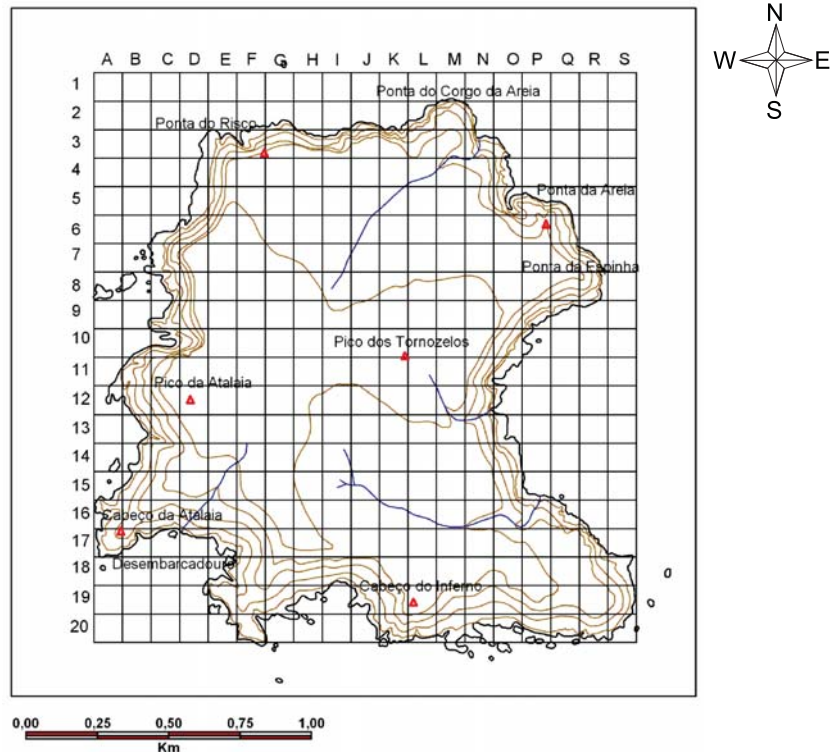 N
W E
S
A B C D E F G H I J K L M N O P Q R S
1
Ponta do Corgo da Areia
2
Ponta do Risco
3
4
Ponta da Areia
5
6
7
Ponta da Espinha
8
9
10
Pico dos Tornozelos
11
Pico da Atalaia
12
13
14
15
16
Cabeço da Atalaia
17
Desembarcadouro
18
Cabeço do Inferno
19
20
0,00 0,25 0,50 0,75 1,00
Km